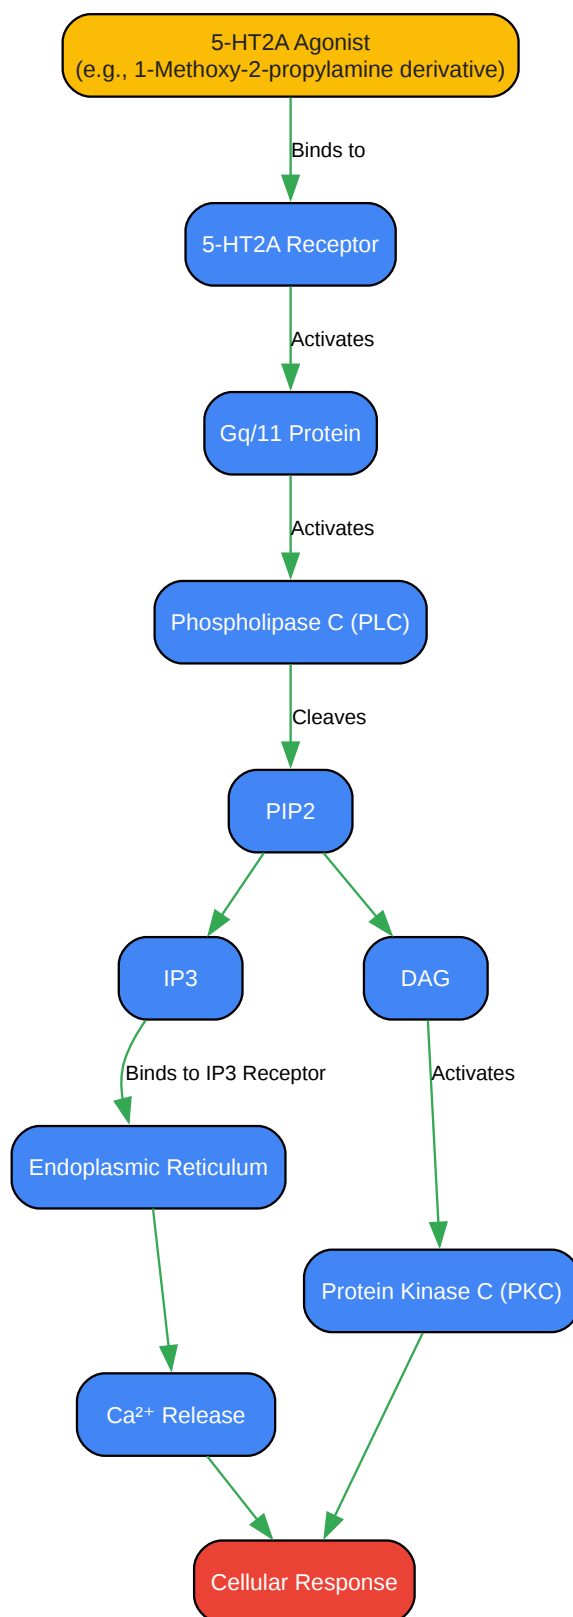 5-HT2A Agonist
(e.g., 1-Methoxy-2-propylamine derivative)
Binds to
5-HT2A Receptor
Activates
Gq/11 Protein
Activates
Phospholipase C (PLC)
Cleaves
PIP2
IP3
DAG
Binds to IP3 Receptor
Activates
Endoplasmic Reticulum
Protein Kinase C (PKC)
Ca²⁺ Release
Cellular Response